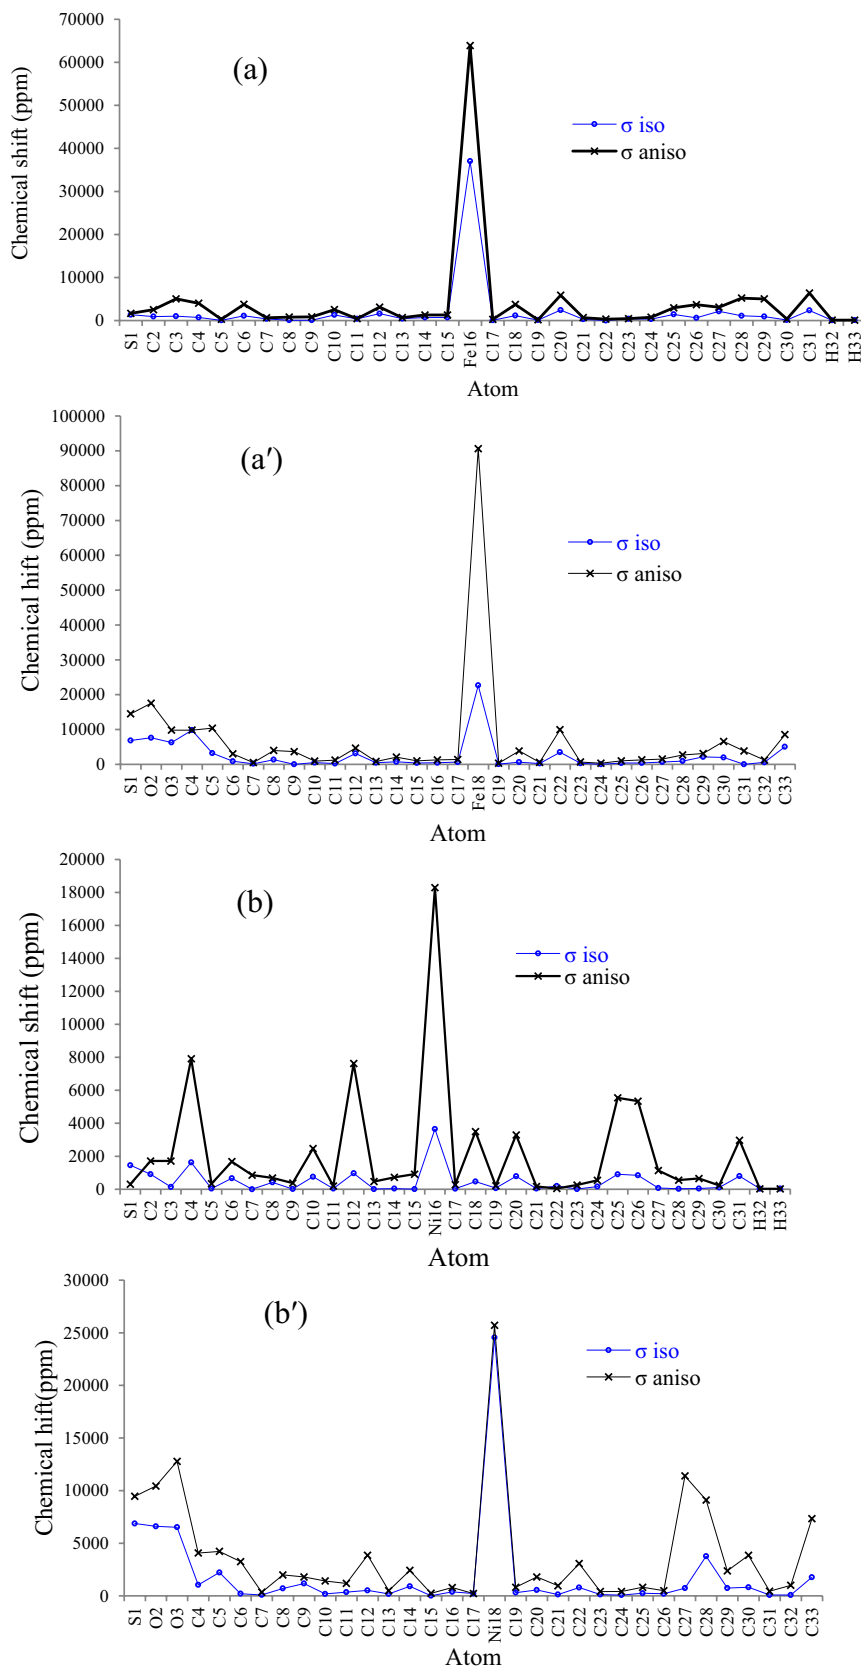 (a)
Chemical shift (ppm)
70000
60000
50000
40000
30000
20000
10000
0
σ iso
σ aniso
S1 C2 C3 C4 C5 C6 C7 C8 C9 C10 C11 C12 C13 C14 C15 Fe16 C17 C18 C19 C20 C21 C22 C23 C24 C25 C26 C27 C28 C29 C30 C31 H32 H33
Atom
(a′)
Chemical hift (ppm)
100000
90000
80000
70000
60000
50000
40000
30000
20000
10000
0
σ iso
σ aniso
S1 O2 O3 C4 C5 C6 C7 C8 C9 C10 C11 C12 C13 C14 C15 C16 C17 Fe18 C19 C20 C21 C22 C23 C24 C25 C26 C27 C28 C29 C30 C31 C32 C33
Atom
(b)
Chemical shift (ppm)
20000
18000
16000
14000
12000
10000
8000
6000
4000
2000
0
σ iso
σ aniso
S1 C2 C3 C4 C5 C6 C7 C8 C9 C10 C11 C12 C13 C14 C15 Ni16 C17 C18 C19 C20 C21 C22 C23 C24 C25 C26 C27 C28 C29 C30 C31 H32 H33
Atom
(b′)
Chemical hift(ppm)
30000
25000
20000
15000
10000
5000
0
σ iso
σ aniso
S1 O2 O3 C4 C5 C6 C7 C8 C9 C10 C11 C12 C13 C14 C15 C16 C17 Ni18 C19 C20 C21 C22 C23 C24 C25 C26 C27 C28 C29 C30 C31 C32 C33
Atom